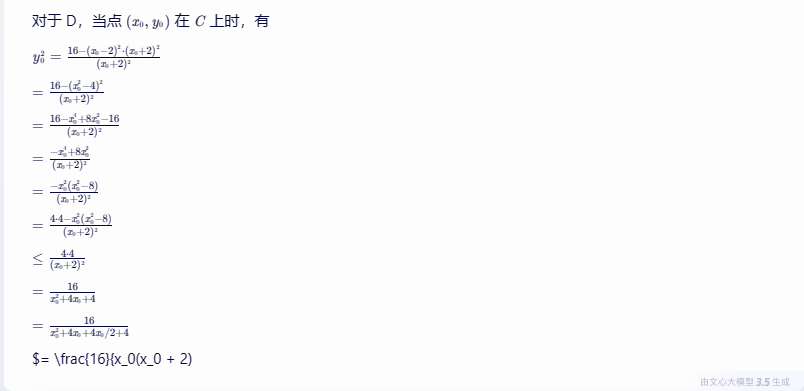 对于 D，当点 $(x_0, y_0)$ 在 $C$ 上时，有
$y_0^2 = \frac{16-(x_0-2)^2 \cdot (x_0+2)^2}{(x_0+2)^2}$
$= \frac{16-(x_0^2-4)^2}{(x_0+2)^2}$
$= \frac{16-x_0^4+8x_0^2-16}{(x_0+2)^2}$
$= \frac{-x_0^4+8x_0^2}{(x_0+2)^2}$
$= \frac{-x_0^2(x_0^2-8)}{(x_0+2)^2}$
$= \frac{4 \cdot 4-x_0^2(x_0^2-8)}{(x_0+2)^2}$
$\leq \frac{4 \cdot 4}{(x_0+2)^2}$
$= \frac{16}{x_0^2+4x_0+4}$
$= \frac{16}{x_0^2+4x_0+4x_0/2+4}$
$= \frac{16}{x_0(x_0 + 2)
由文心大模型 3.5 生成